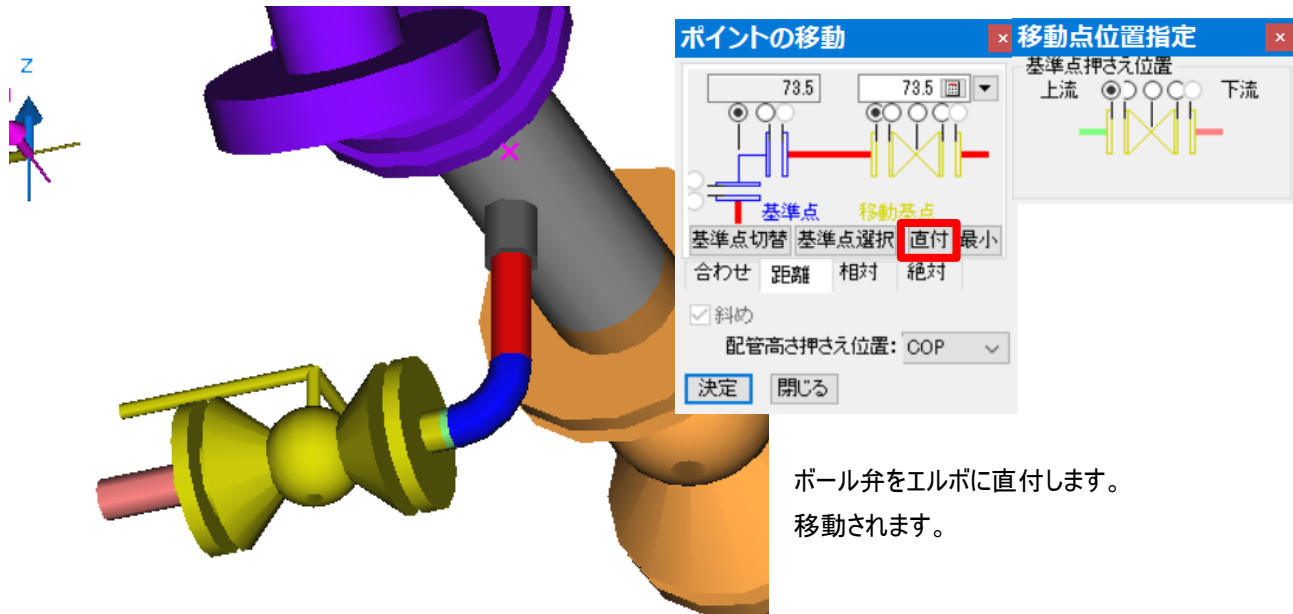 Z
ポイントの移動
×
73.5
73.5
基準点
移動基点
基準点切替
基準点選択
直付
最小
合わせ
距離
相対
絶対
斜め
配管高さ押さえ位置:
COP
決定
閉じる
移動点位置指定
×
基準点押さえ位置
上流
下流
ボール弁をエルボに直付します。
移動されます。